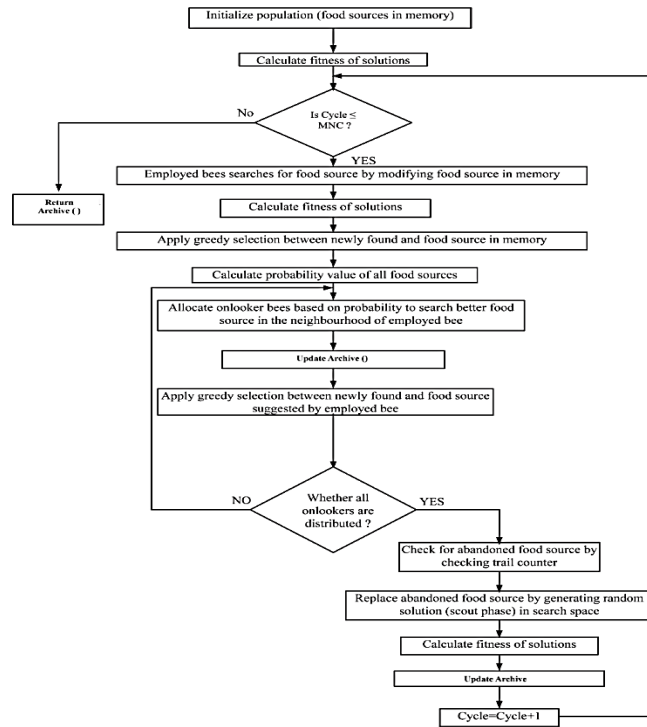 Initialize population (food sources in memory)
Calculate fitness of solutions
Is Cycle ≤
MNC ?
No
YES
Employed bees searches for food source by modifying food source in memory
Return
Archive ( )
Calculate fitness of solutions
Apply greedy selection between newly found and food source in memory
Calculate probability value of all food sources
Allocate onlooker bees based on probability to search better food
source in the neighbourhood of employed bee
Update Archive ()
Apply greedy selection between newly found and food source
suggested by employed bee
Whether all
onlookers are
distributed ?
NO
YES
Check for abandoned food source by
checking trail counter
Replace abandoned food source by generating random
solution (scout phase) in search space
Calculate fitness of solutions
Update Archive
Cycle=Cycle+1